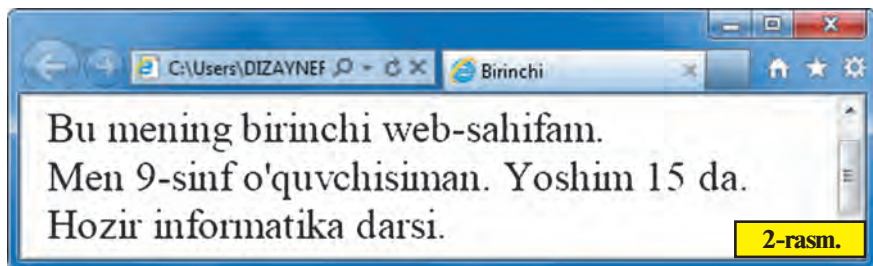 C:\Users\DIZAYNEF
Birinchi
Bu mening birinchi web-sahifam.
Men 9-sinf o'quvchisiman. Yoshim 15 da.
Hozir informatika darsi.
2-rasm.